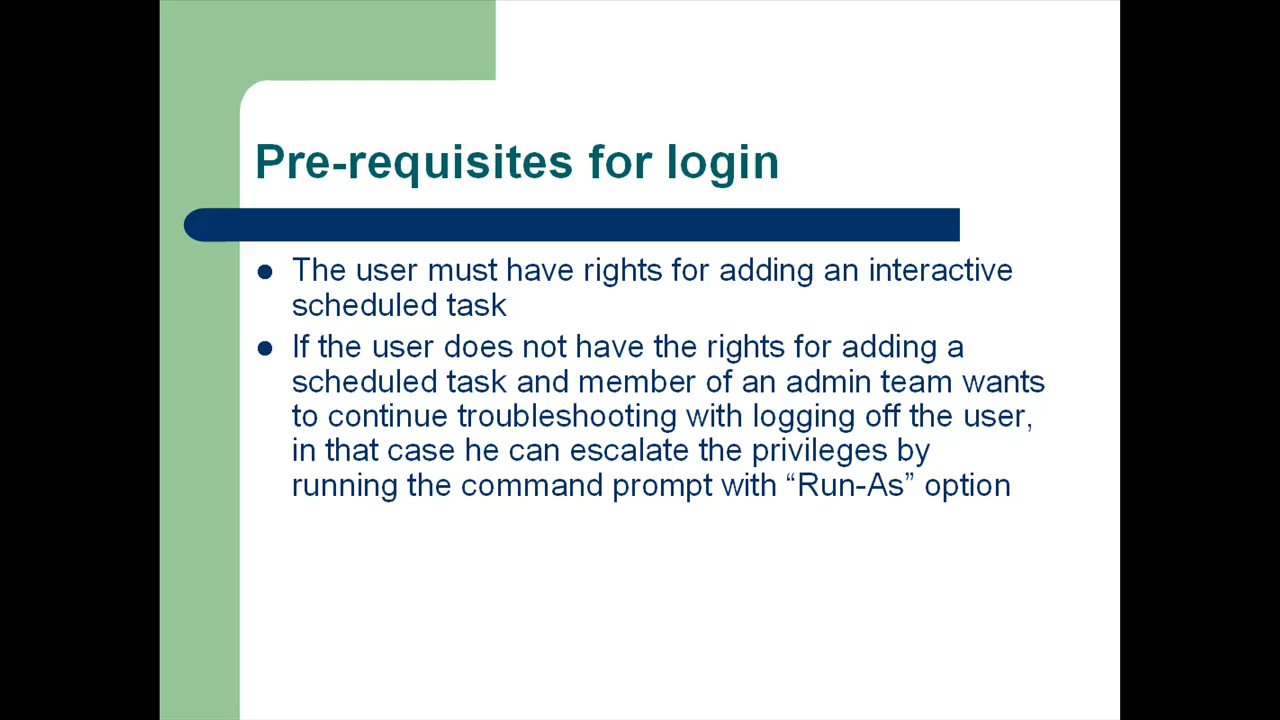 Pre-requisites for login
The user must have rights for adding an interactive
scheduled task
If the user does not have the rights for adding a
scheduled task and member of an admin team wants
to continue troubleshooting with logging off the user,
in that case he can escalate the privileges by
running the command prompt with “Run-As” option